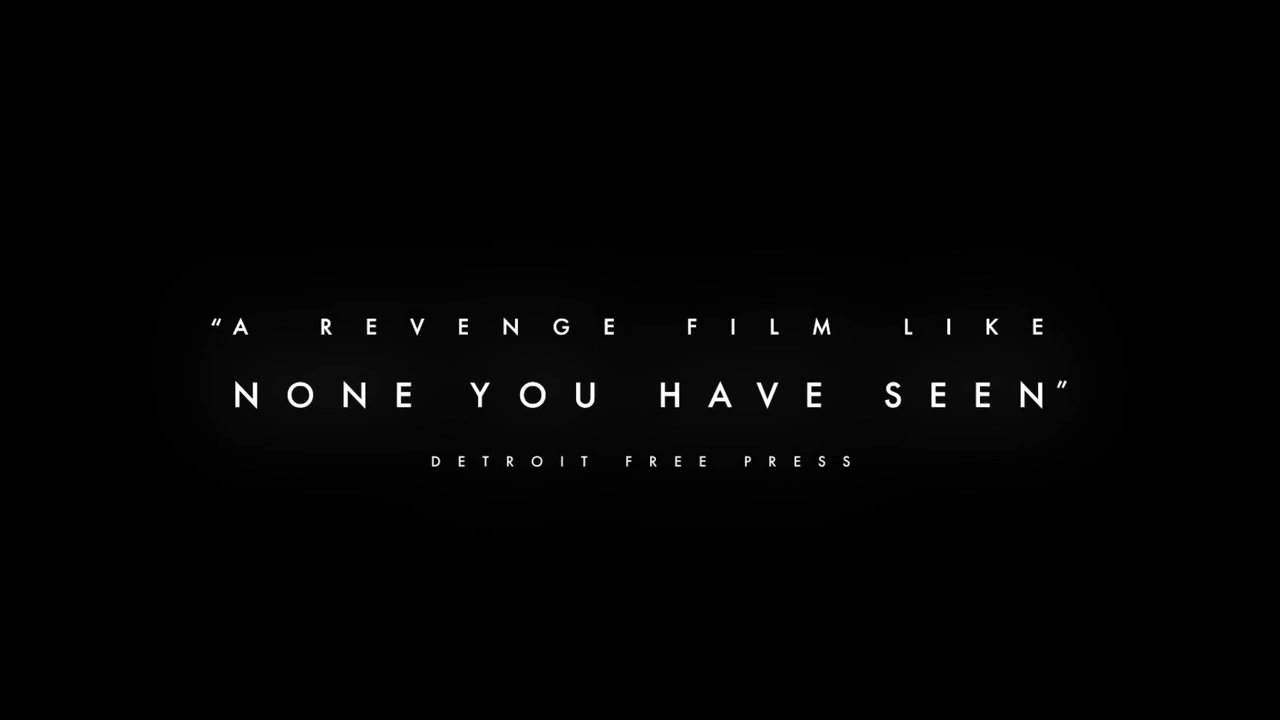 “A REVENGE FILM LIKE
NONE YOU HAVE SEEN”
DETROIT FREE PRESS